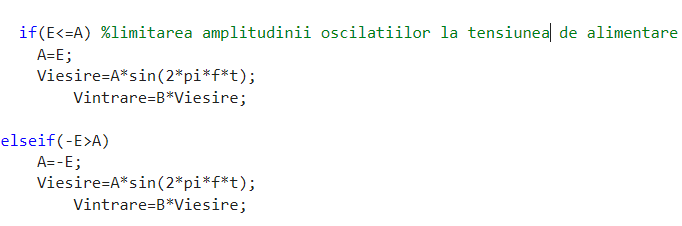 if(E<=A) %limitarea amplitudinii oscilatiilor la tensiunea de alimentare
A=E;
Viesire=A*sin(2*pi*f*t);
Vintrare=B*Viesire;
elseif(-E>A)
A=-E;
Viesire=A*sin(2*pi*f*t);
Vintrare=B*Viesire;